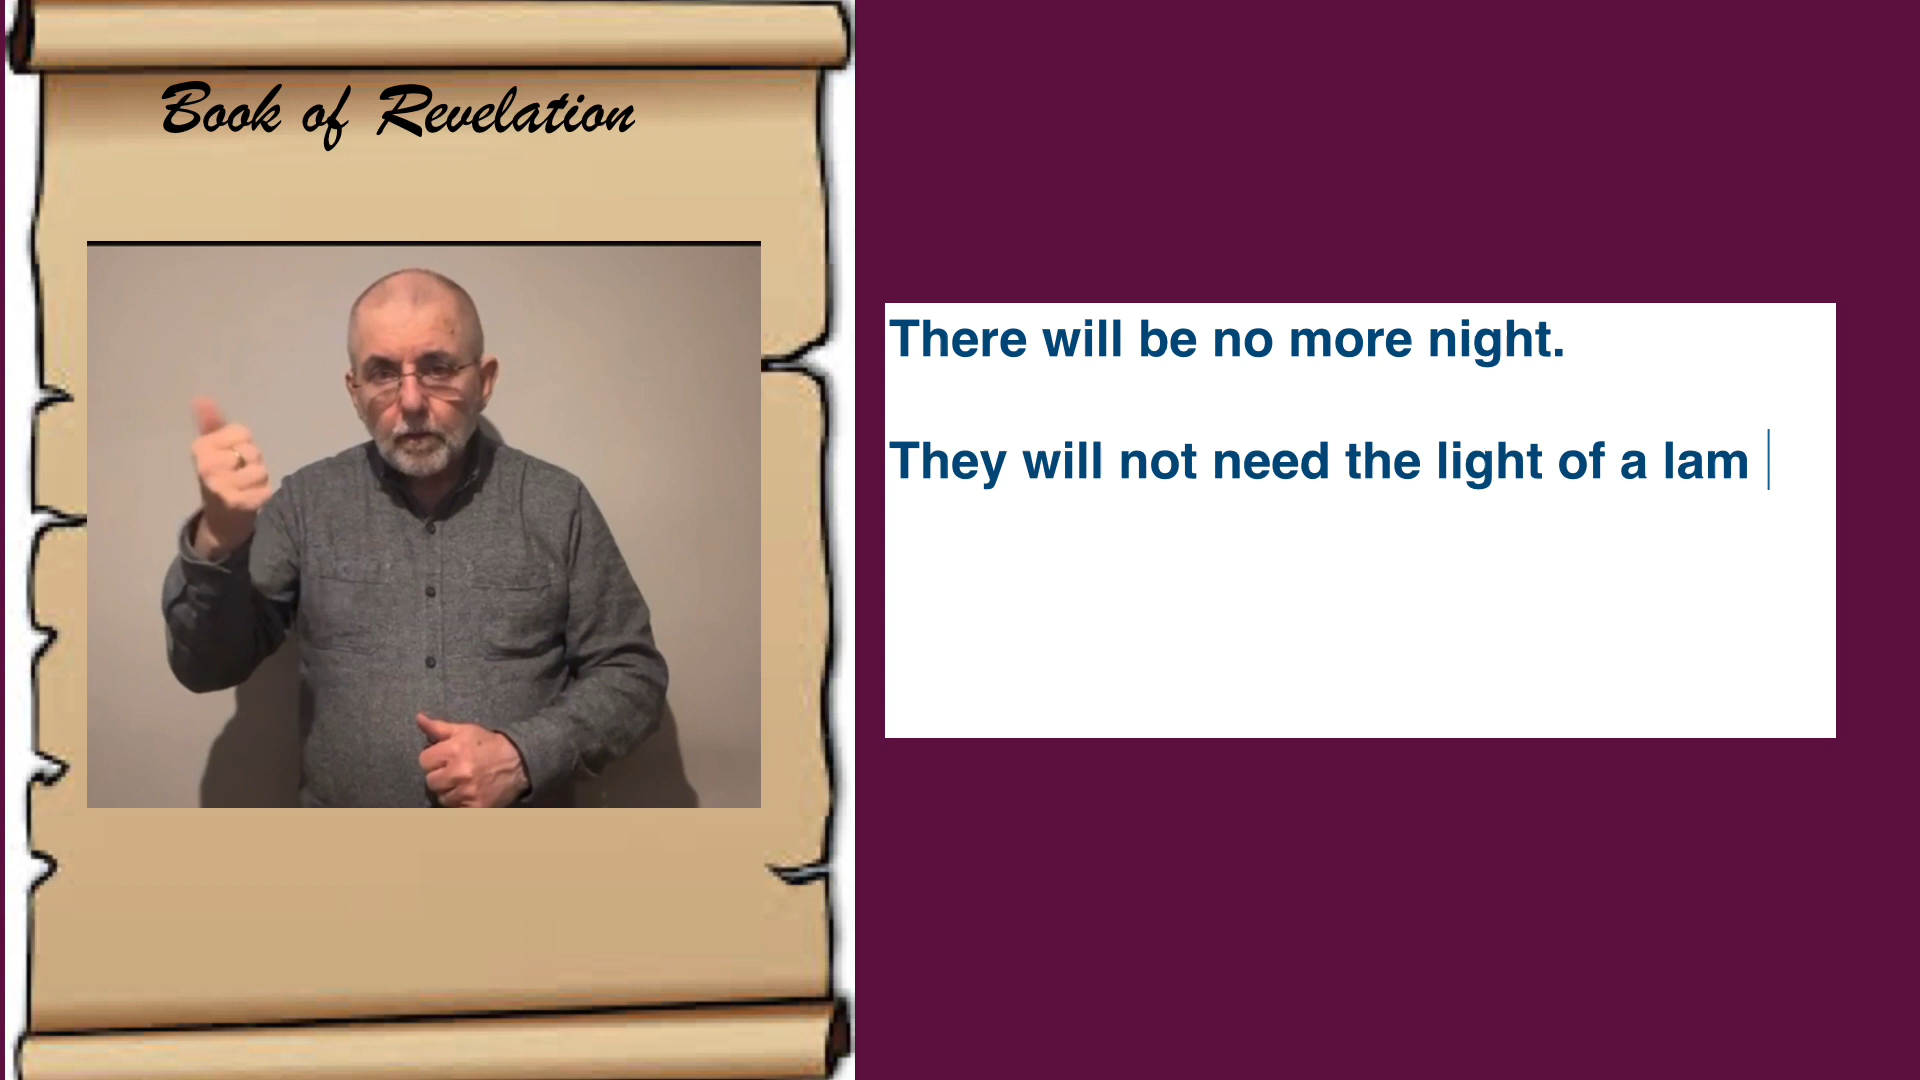 Book of Revelation
There will be no more night.
They will not need the light of a lam